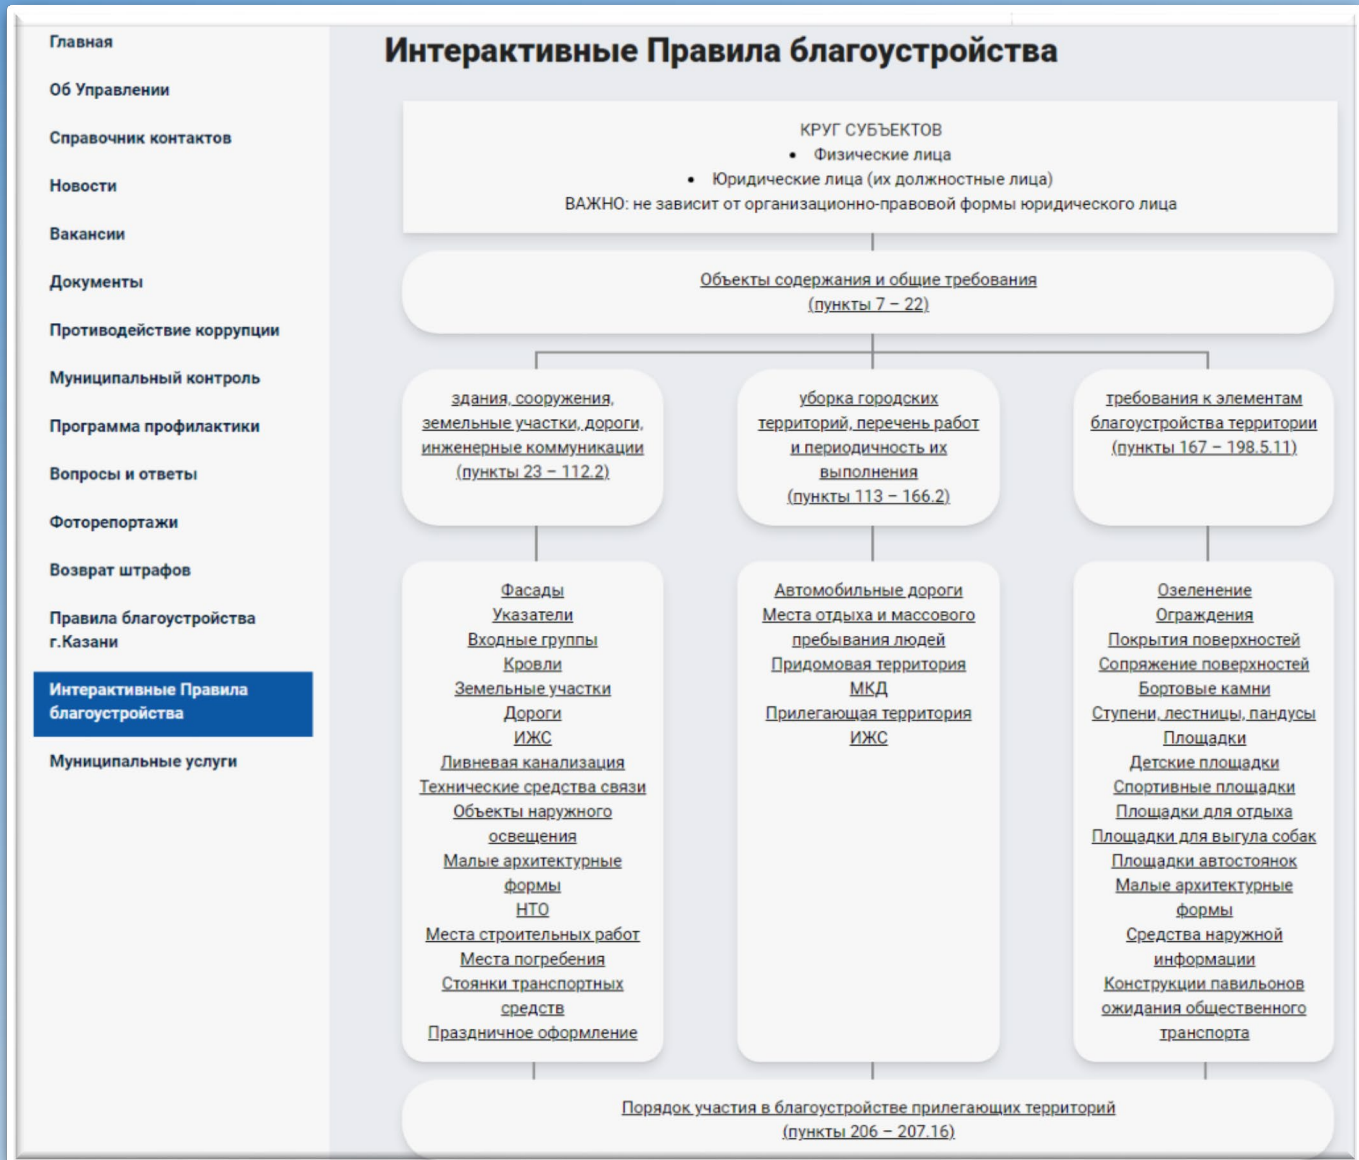 Главная
Об Управлении
Справочник контактов
Новости
Вакансии
Документы
Противодействие коррупции
Муниципальный контроль
Программа профилактики
Вопросы и ответы
Фоторепортажи
Возврат штрафов
Правила благоустройства
г.Казани
Интерактивные Правила
благоустройства
Муниципальные услуги
Интерактивные Правила благоустройства
КРУГ СУБЪЕКТОВ
• Физические лица
• Юридические лица (их должностные лица)
ВАЖНО: не зависит от организационно-правовой формы юридического лица
Объекты содержания и общие требования
(пункты 7 – 22)
здания, сооружения,
земельные участки, дороги,
инженерные коммуникации
(пункты 23 – 112.2)
уборка городских
территорий, перечень работ
и периодичность их
выполнения
(пункты 113 – 166.2)
требования к элементам
благоустройства территории
(пункты 167 – 198.5.11)
Фасады
Указатели
Входные группы
Кровли
Земельные участки
Дороги
ИЖС
Ливневая канализация
Технические средства связи
Объекты наружного
освещения
Малые архитектурные
формы
НТО
Места строительных работ
Места погребения
Стоянки транспортных
средств
Праздничное оформление
Автомобильные дороги
Места отдыха и массового
пребывания людей
Придомовая территория
МКД
Прилегающая территория
ИЖС
Озеленение
Ограждения
Покрытия поверхностей
Сопряжение поверхностей
Бортовые камни
Ступени, лестницы, пандусы
Площадки
Детские площадки
Спортивные площадки
Площадки для отдыха
Площадки для выгула собак
Площадки автостоянок
Малые архитектурные
формы
Средства наружной
информации
Конструкции павильонов
ожидания общественного
транспорта
Порядок участия в благоустройстве прилегающих территорий
(пункты 206 – 207.16)